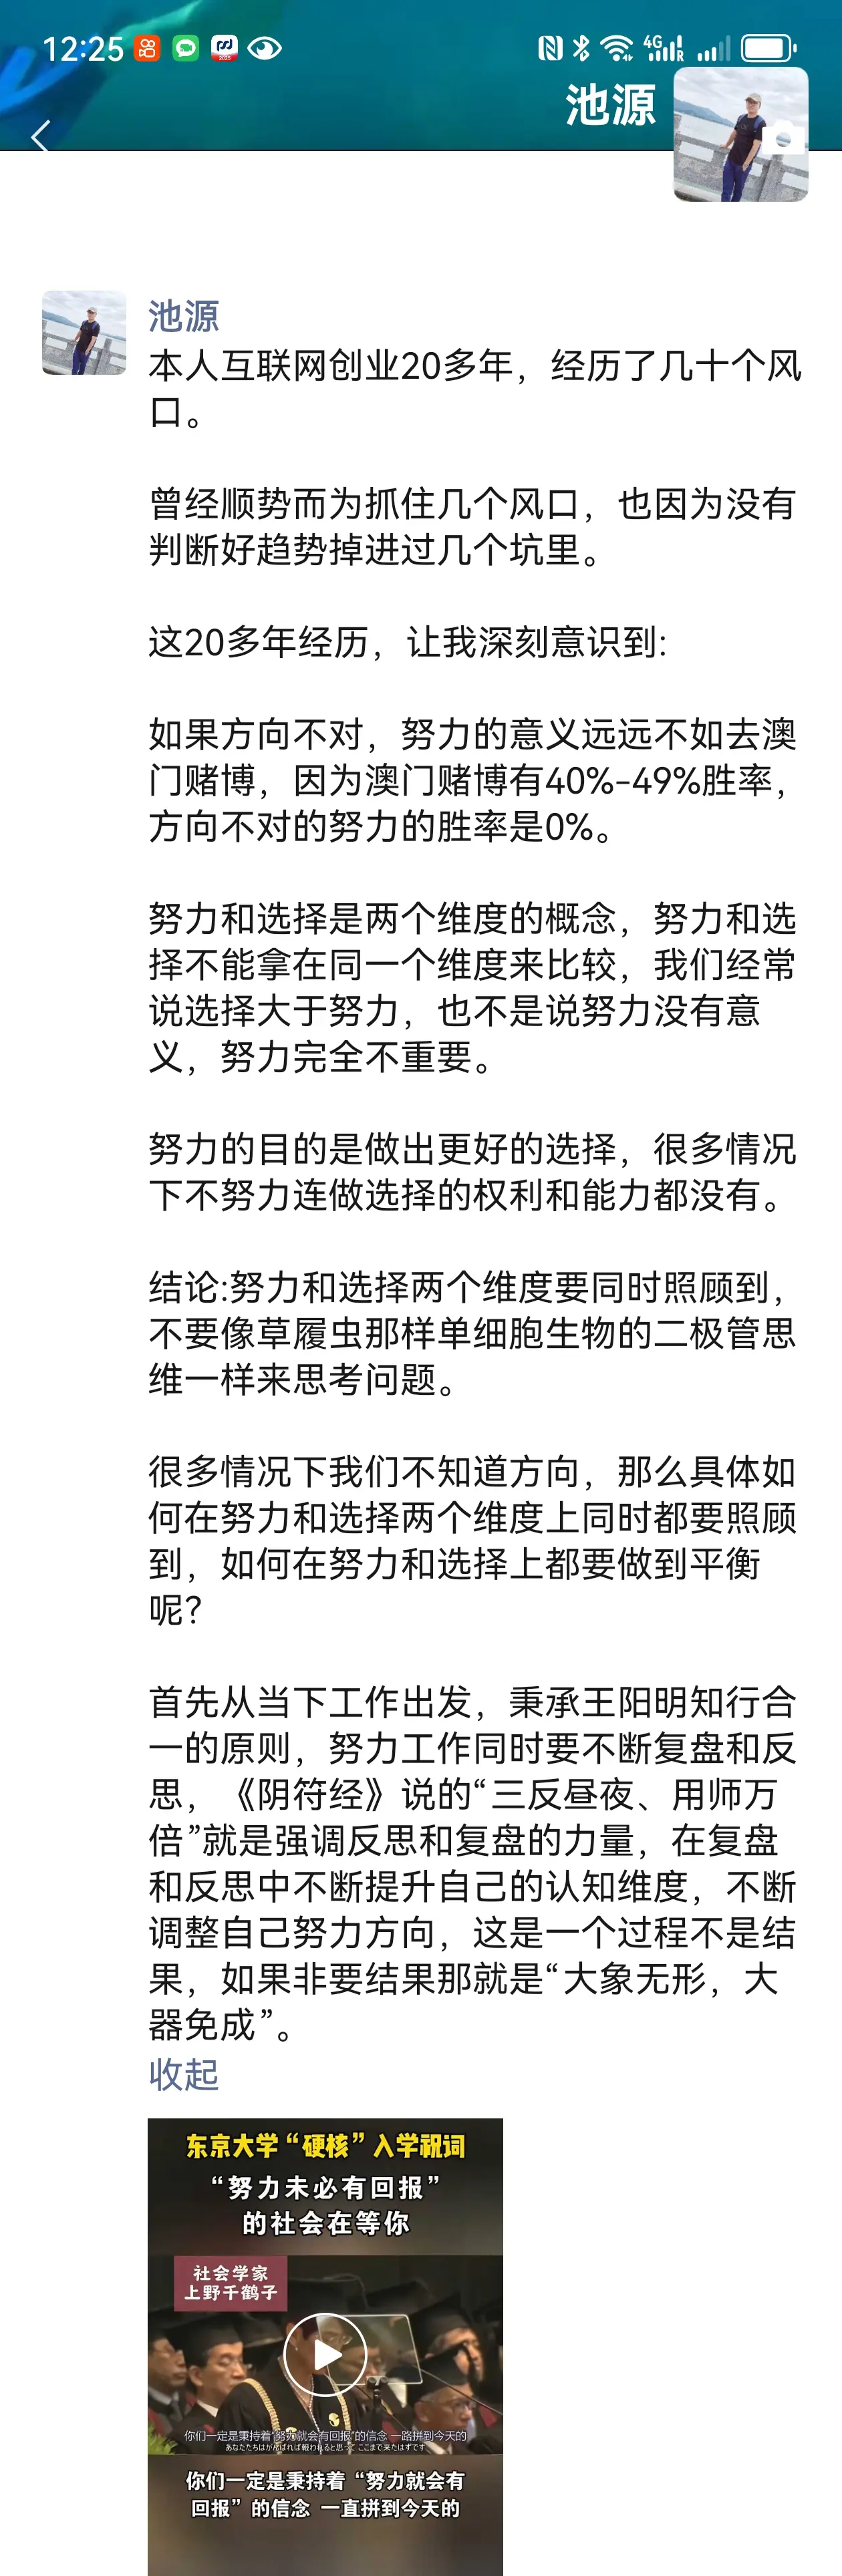 12:25
4G
R
2025
池源
池源
本人互联网创业20多年，经历了几十个风
口。
曾经顺势而为抓住几个风口，也因为没有
判断好趋势掉进过几个坑里。
这20多年经历，让我深刻意识到:
如果方向不对，努力的意义远远不如去澳
门赌博，因为澳门赌博有40%-49%胜率，
方向不对的努力的胜率是0%。
努力和选择是两个维度的概念，努力和选
择不能拿在同一个维度来比较，我们经常
说选择大于努力，也不是说努力没有意
义，努力完全不重要。
努力的目的是做出更好的选择，很多情况
下不努力连做选择的权利和能力都没有。
结论:努力和选择两个维度要同时照顾到，
不要像草履虫那样单细胞生物的二极管思
维一样来思考问题。
很多情况下我们不知道方向，那么具体如
何在努力和选择两个维度上同时都要照顾
到，如何在努力和选择上都要做到平衡
呢?
首先从当下工作出发，秉承王阳明知行合
一的原则，努力工作同时要不断复盘和反
思，《阴符经》说的“三反昼夜、用师万
倍”就是强调反思和复盘的力量，在复盘
和反思中不断提升自己的认知维度，不断
调整自己努力方向，这是一个过程不是结
果，如果非要结果那就是“大象无形，大
器免成”。
收起
东京大学“硬核”入学祝词
“努力未必有回报”
的社会在等你
社会学家
上野千鹤子
你们一定是秉持着“努力就会有回报”的信念 一路拼到今天的
あなたたちはがんばれば報われると思って ここまで来たはずです
你们一定是秉持着“努力就会有
回报”的信念 一直拼到今天的